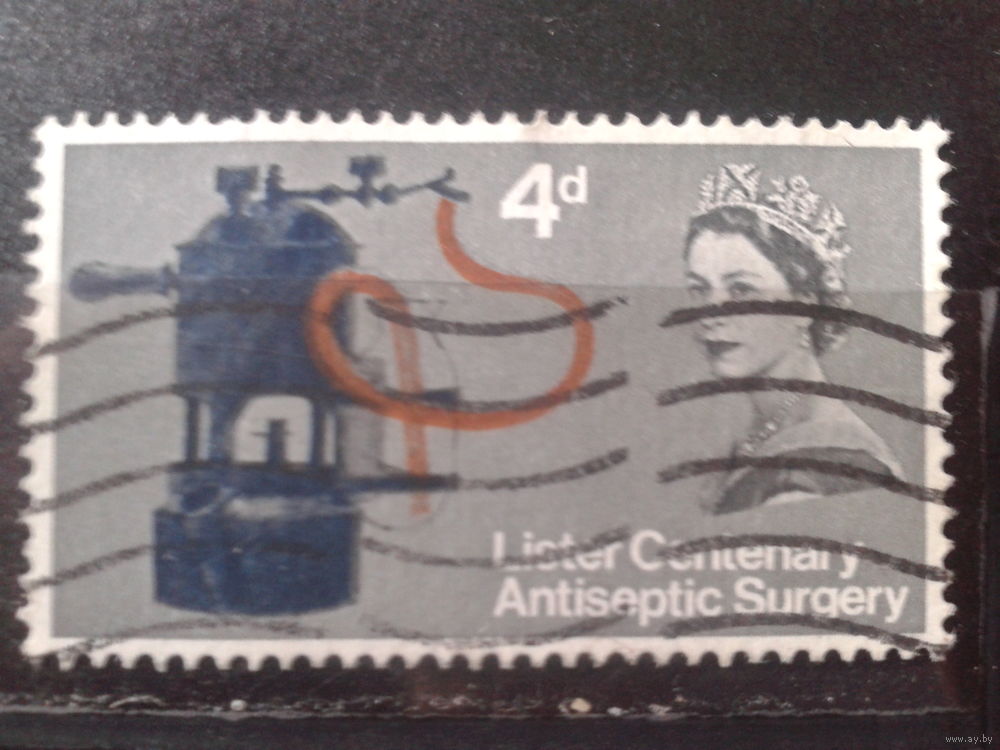 4d
Lister Centenary
Antiseptic Surgery
www.ay.by